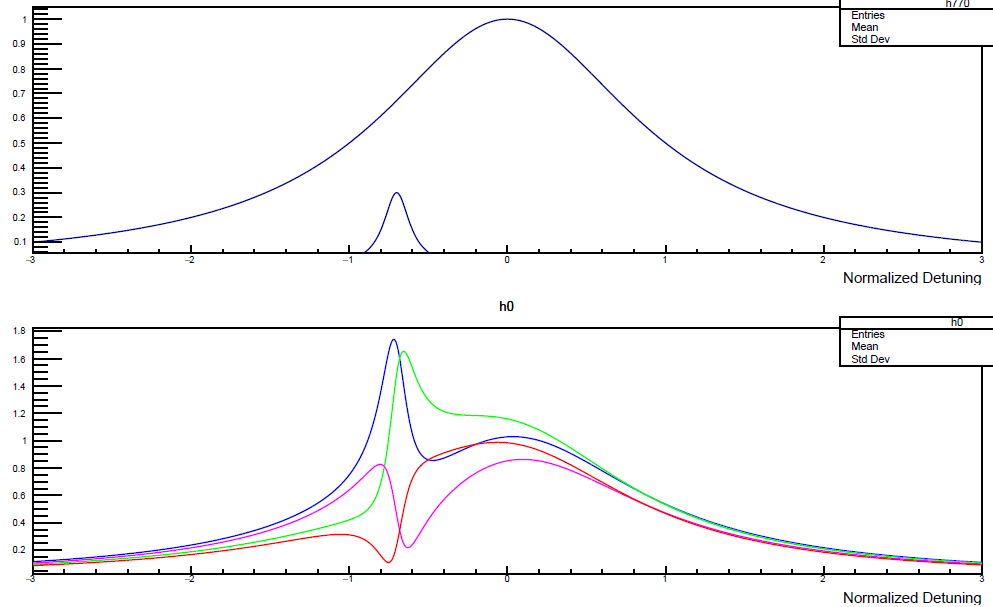 h770
Entries
Mean
Std Dev
1
0.9
0.8
0.7
0.6
0.5
0.4
0.3
0.2
0.1
−3 −2 −1 0 1 2 3
Normalized Detuning
h0
h0
Entries
Mean
Std Dev
1.8
1.6
1.4
1.2
1
0.8
0.6
0.4
0.2
−3 −2 −1 0 1 2 3
Normalized Detuning